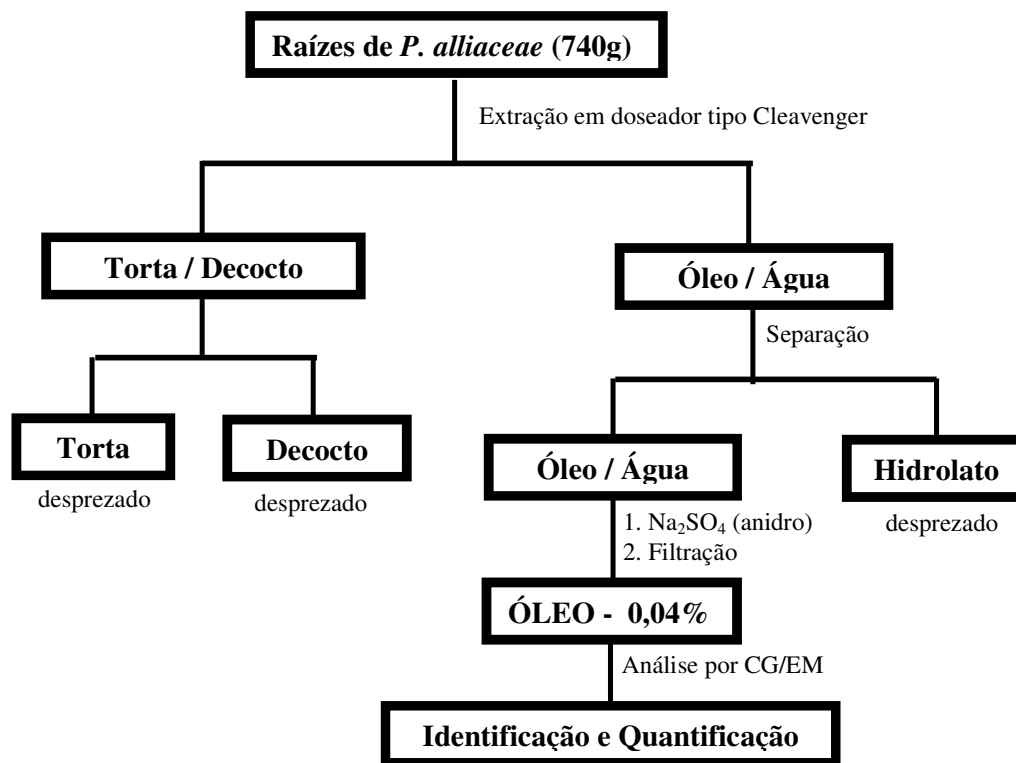 Raízes de P. alliaceae (740g)
Extração em doseador tipo Cleavenger
Torta / Decocto
Óleo / Água
Separação
Torta
Decocto
Óleo / Água
Hidrolato
desprezado
desprezado
desprezado
1. Na₂SO₄ (anidro)
2. Filtração
ÓLEO - 0,04%
Análise por CG/EM
Identificação e Quantificação